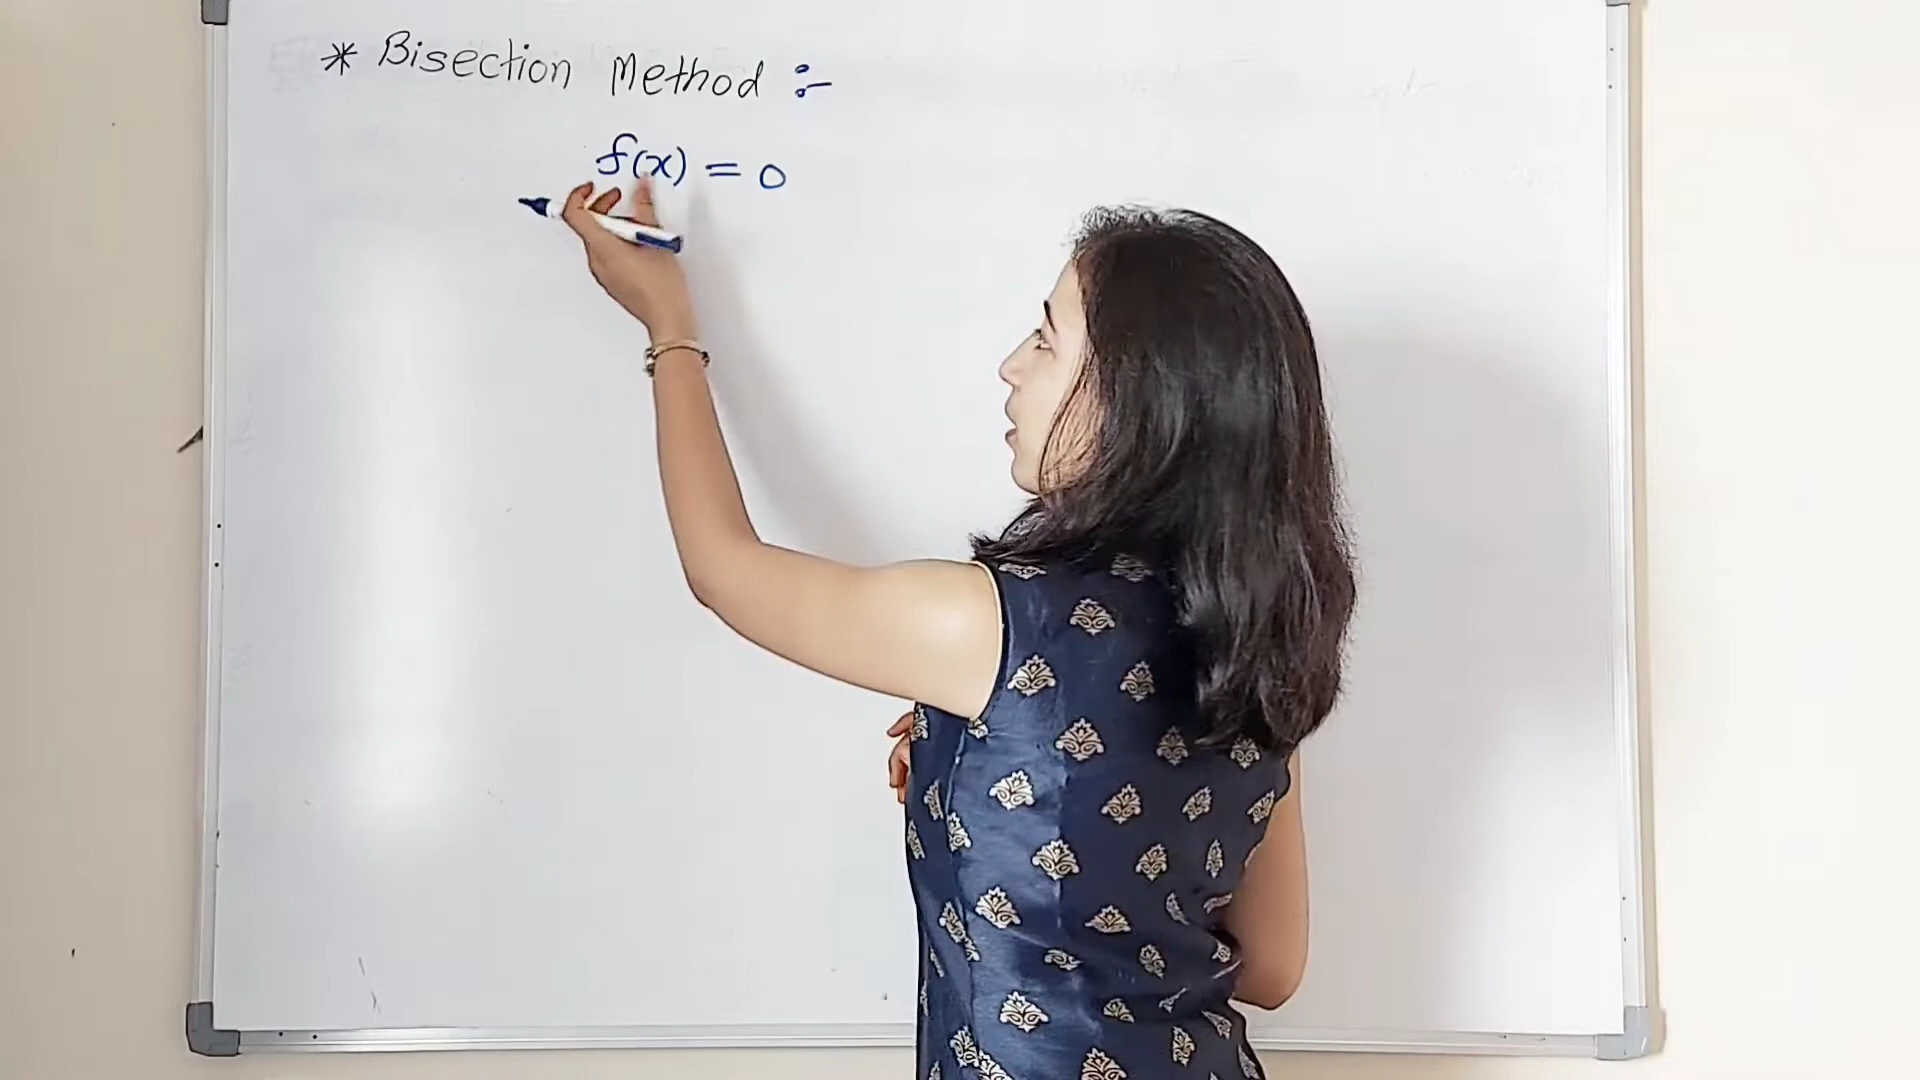 * Bisection Method :-
f(x) = 0